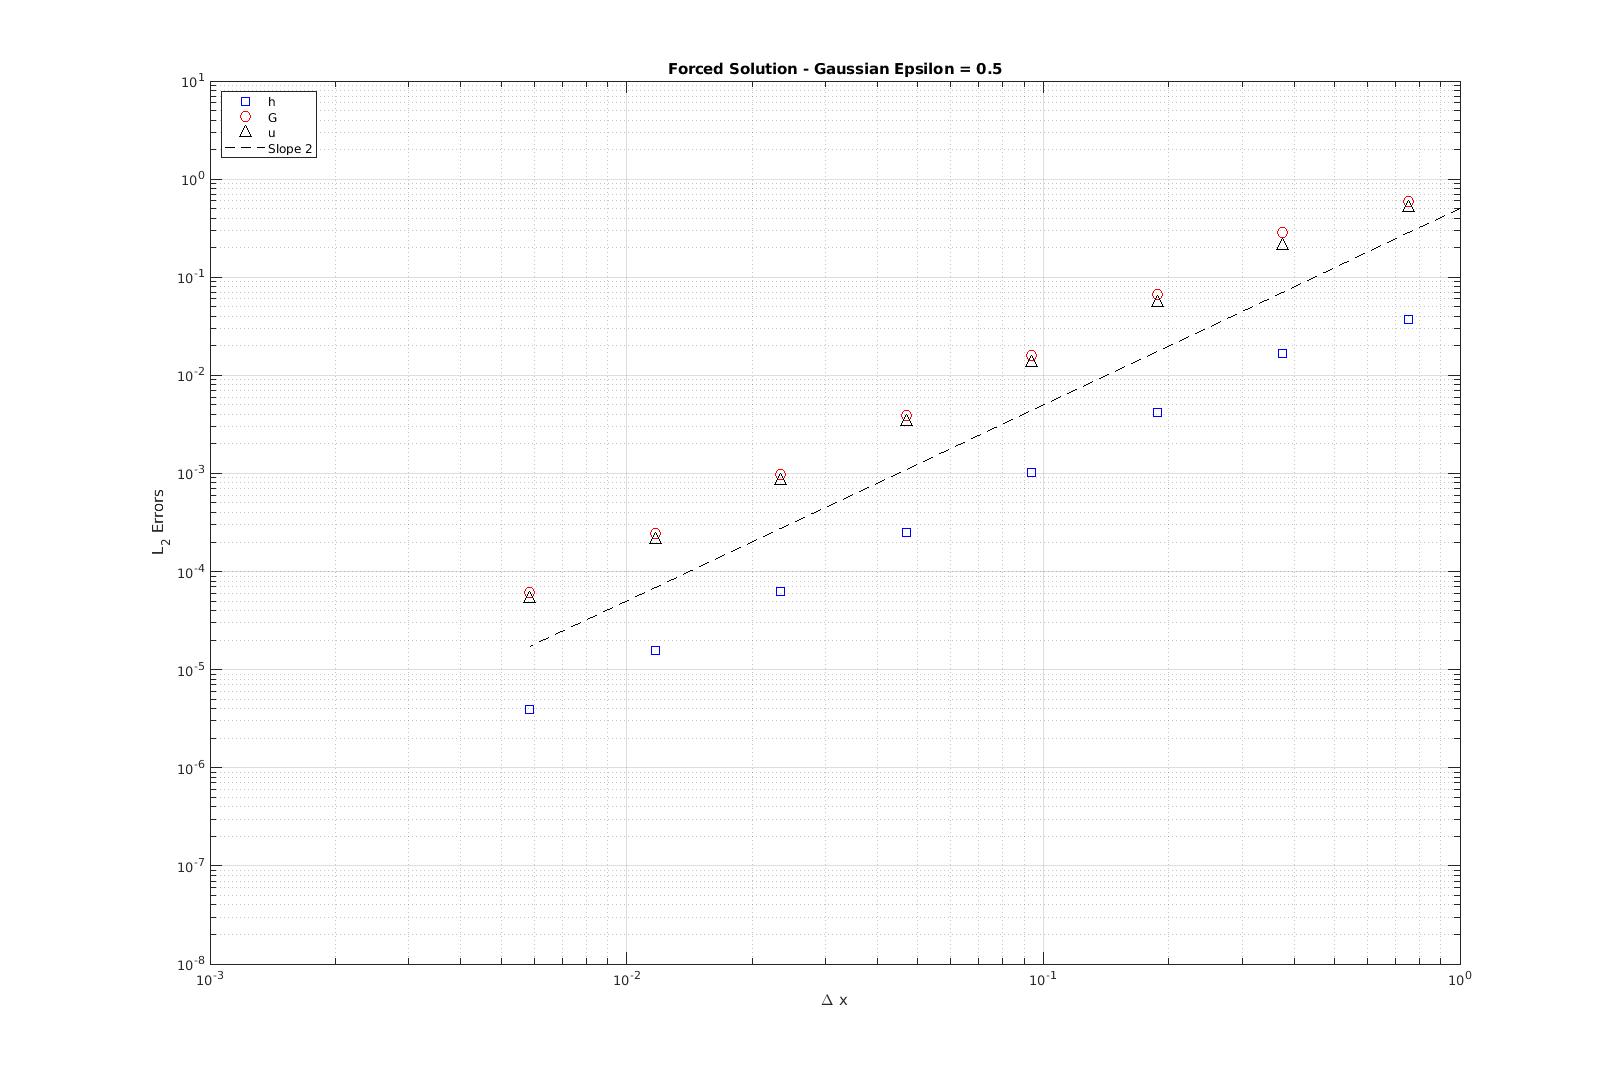 Forced Solution - Gaussian Epsilon = 0.5
h
G
u
Slope 2
10^1
10^0
10^-1
10^-2
10^-3
10^-4
10^-5
10^-6
10^-7
10^-8
L_2 Errors
10^-3
10^-2
10^-1
10^0
Δ x